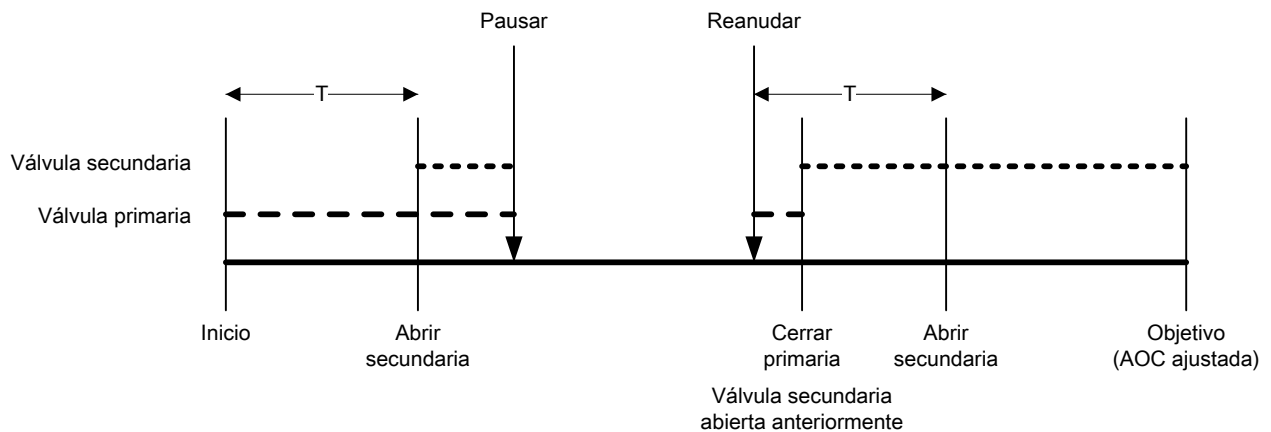 Pausar
Reanudar
T
T
Válvula secundaria
Válvula primaria
Inicio
Abrir
secundaria
Cerrar
primaria
Válvula secundaria
abierta anteriormente
Abrir
secundaria
Objetivo
(AOC ajustada)